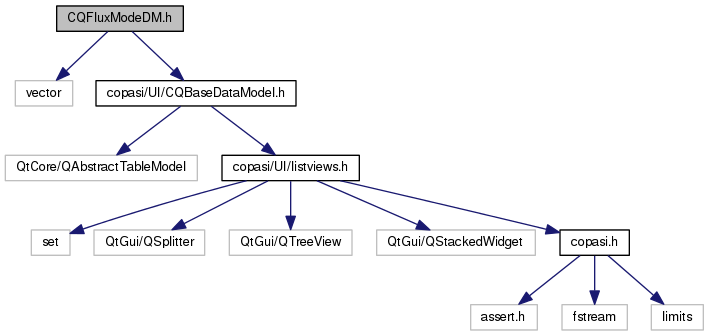 CQFluxModeDM.h
vector
copasi/UI/CQBaseDataModel.h
QtCore/QAbstractTableModel
copasi/UI/listviews.h
set
QtGui/QSplitter
QtGui/QTreeView
QtGui/QStackedWidget
copasi.h
assert.h
fstream
limits